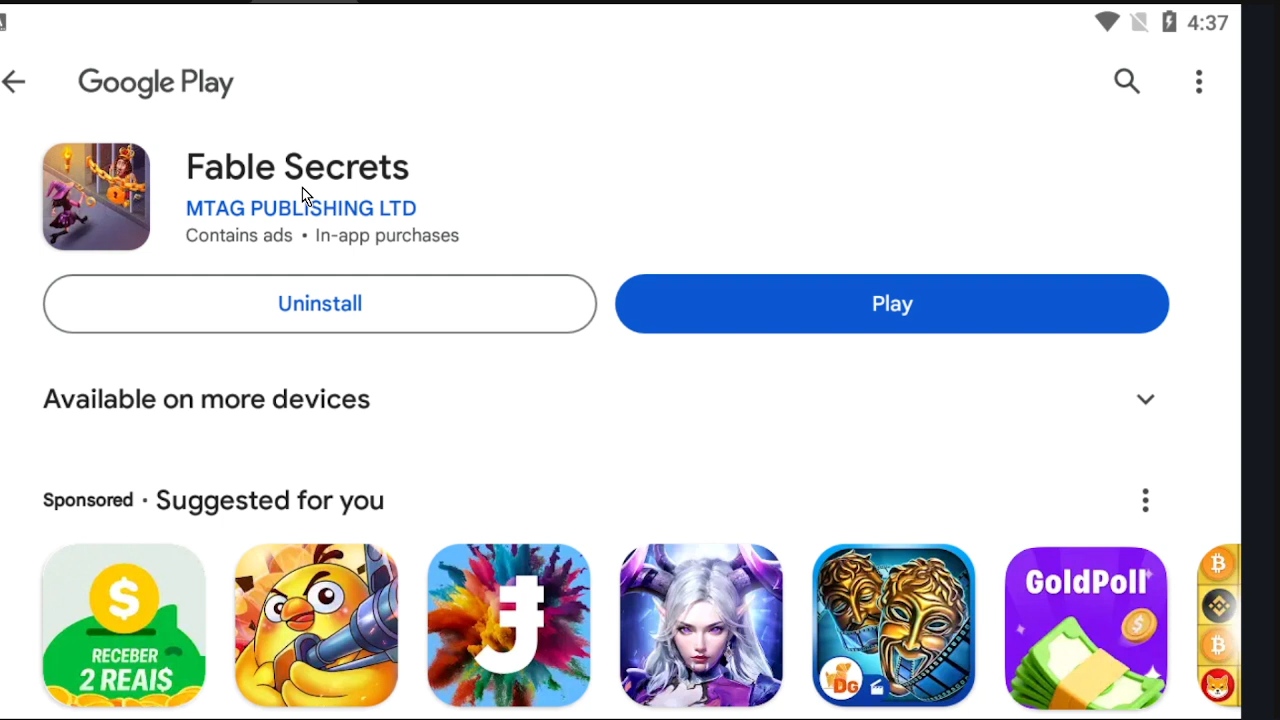 4:37
Google Play
Fable Secrets
MTAG PUBLISHING LTD
Contains ads • In-app purchases
Uninstall
Play
Available on more devices
Sponsored · Suggested for you
$
RECEBER
2 REAI$
DG
GoldPoll
$